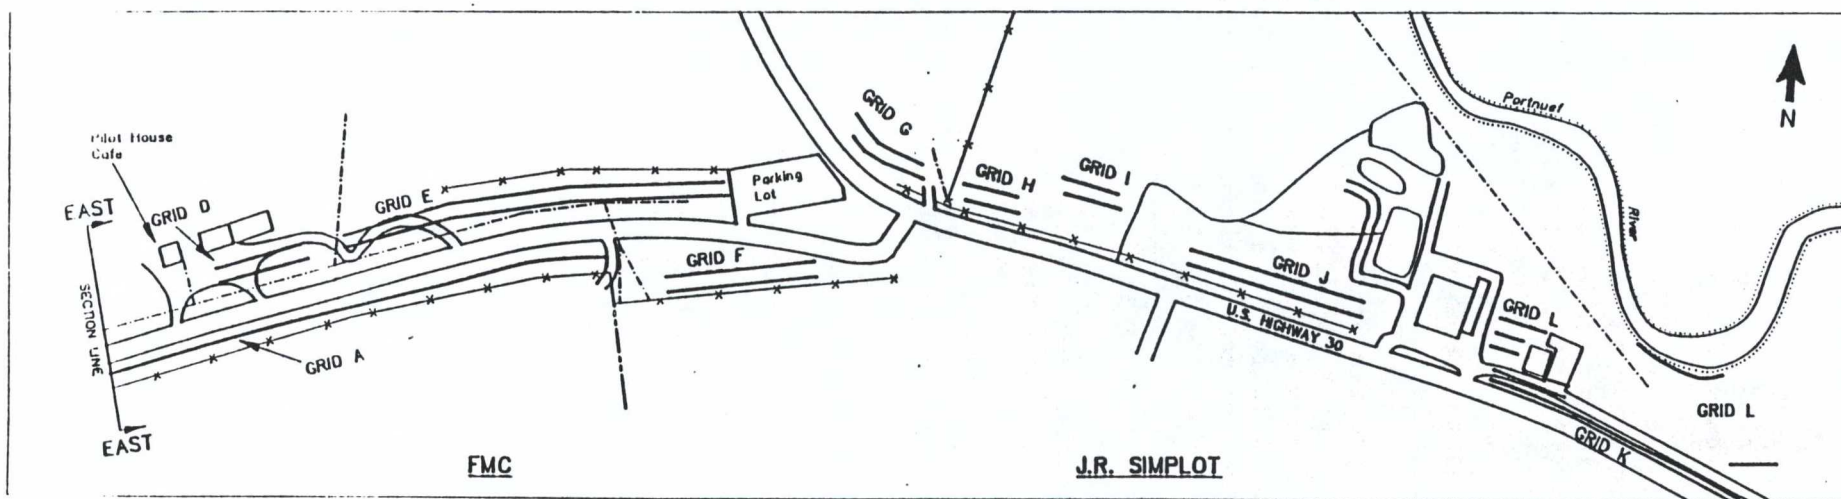 Pilot House
Cafe
EAST
GRID D
GRID E
Parking
Lot
GRID G
GRID H
GRID I
Portneuf
River
N
SECTION LINE
GRID A
GRID F
GRID J
U.S. HIGHWAY 30
GRID L
GRID L
GRID K
EAST
FMC
J.R. SIMPLOT